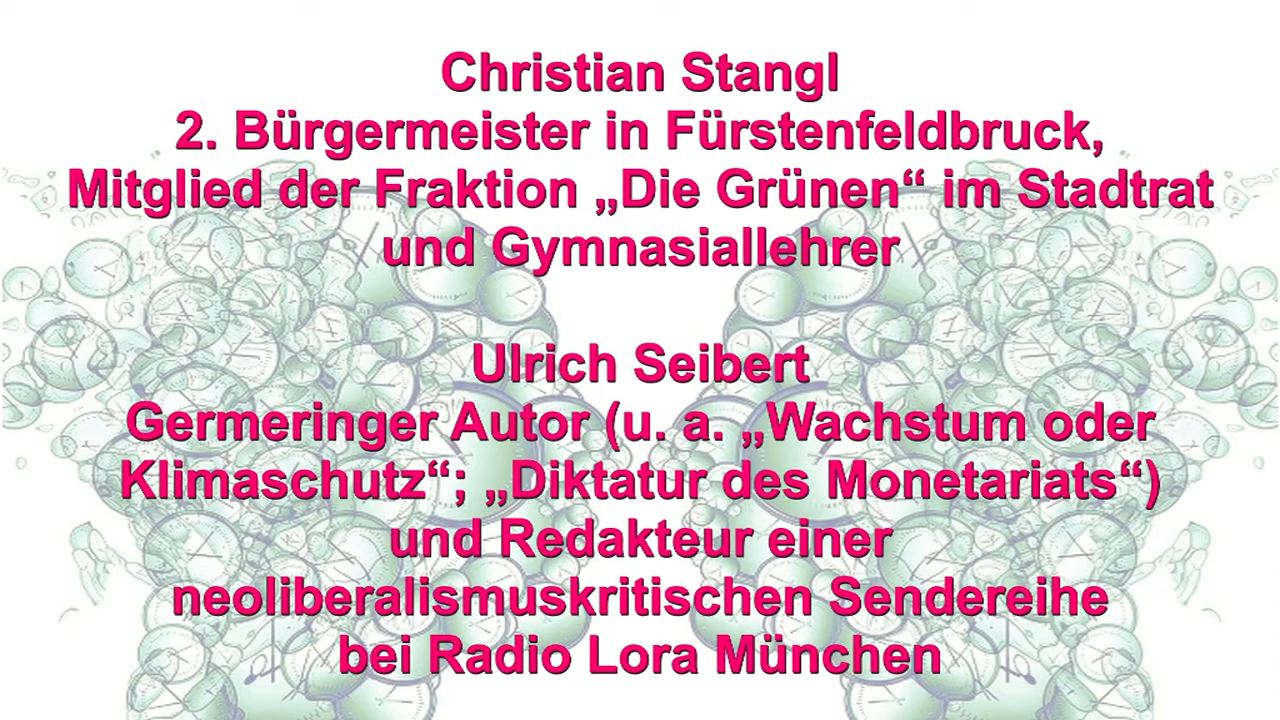 Christian Stangl
2. Bürgermeister in Fürstenfeldbruck,
Mitglied der Fraktion „Die Grünen“ im Stadtrat
und Gymnasiallehrer
Ulrich Seibert
Germeringer Autor (u. a. „Wachstum oder
Klimaschutz“; „Diktatur des Monetariats“)
und Redakteur einer
neoliberalismuskritischen Sendereihe
bei Radio Lora München